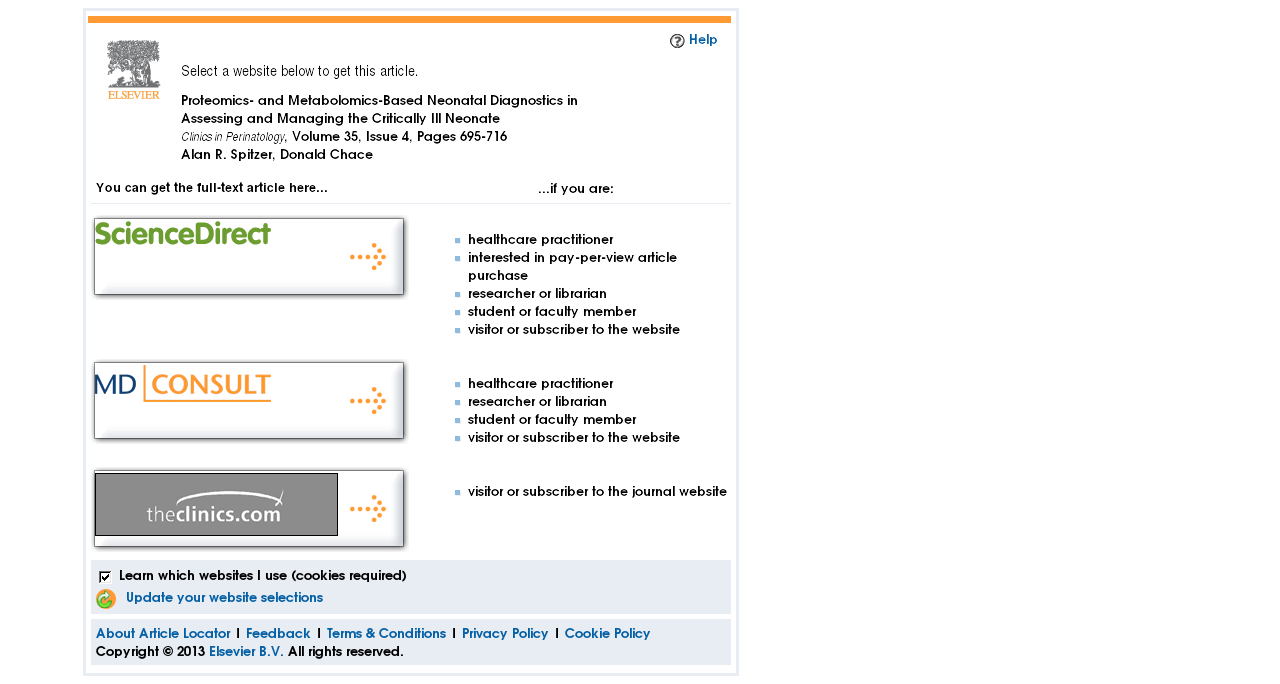 Help
ELSEVIER
Select a website below to get this article.
Proteomics- and Metabolomics-Based Neonatal Diagnostics in
Assessing and Managing the Critically Ill Neonate
Clinics in Perinatology, Volume 35, Issue 4, Pages 695-716
Alan R. Spitzer, Donald Chace
You can get the full-text article here... ...if you are:
ScienceDirect
healthcare practitioner
interested in pay-per-view article
purchase
researcher or librarian
student or faculty member
visitor or subscriber to the website
MD CONSULT
healthcare practitioner
researcher or librarian
student or faculty member
visitor or subscriber to the website
theclinics.com
visitor or subscriber to the journal website
Learn which websites I use (cookies required)
Update your website selections
About Article Locator | Feedback | Terms & Conditions | Privacy Policy | Cookie Policy
Copyright © 2013 Elsevier B.V. All rights reserved.